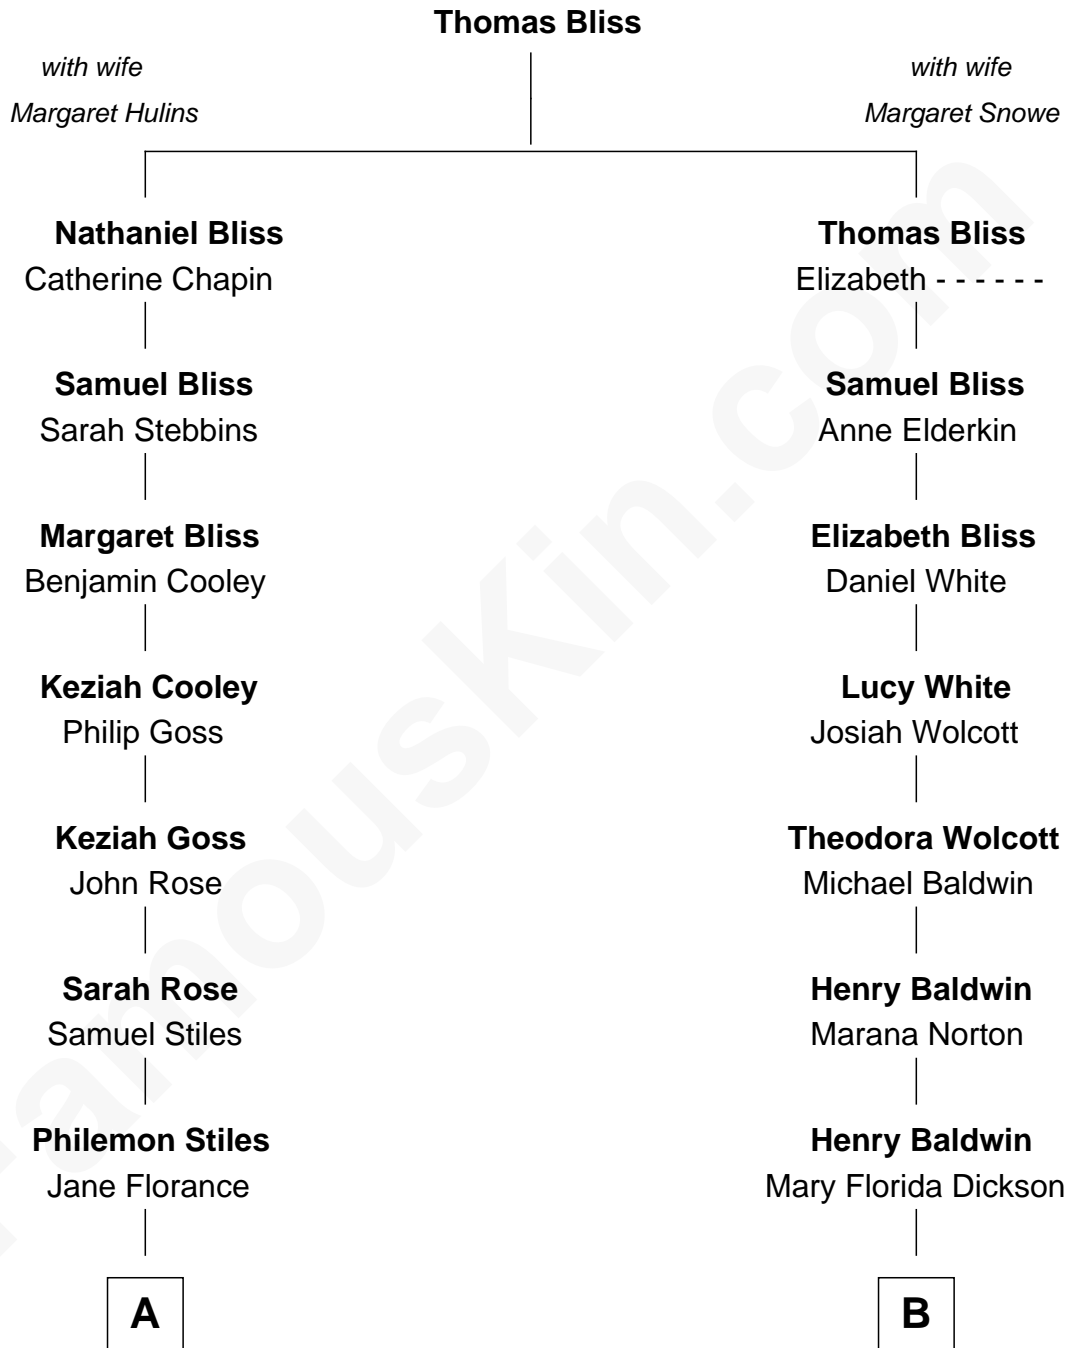 Thomas Bliss
with wife
Margaret Hulins
with wife
Margaret Snowe
Nathaniel Bliss
Catherine Chapin
Thomas Bliss
Elizabeth - - - - - -
Samuel Bliss
Sarah Stebbins
Samuel Bliss
Anne Elderkin
Margaret Bliss
Benjamin Cooley
Elizabeth Bliss
Daniel White
Keziah Cooley
Philip Goss
Lucy White
Josiah Wolcott
Keziah Goss
John Rose
Theodora Wolcott
Michael Baldwin
Sarah Rose
Samuel Stiles
Henry Baldwin
Marana Norton
Philemon Stiles
Jane Florance
Henry Baldwin
Mary Florida Dickson
A
B
FamousKin.com